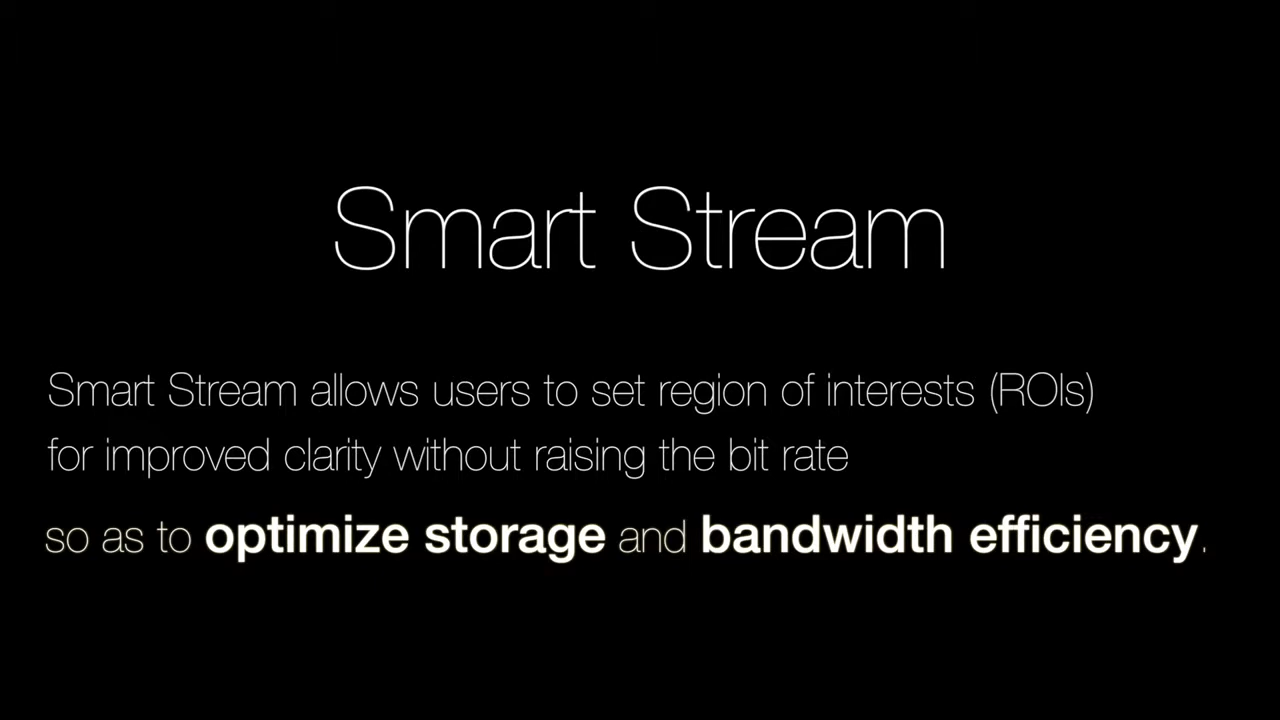 Smart Stream
Smart Stream allows users to set region of interests (ROIs)
for improved clarity without raising the bit rate
so as to optimize storage and bandwidth efficiency.